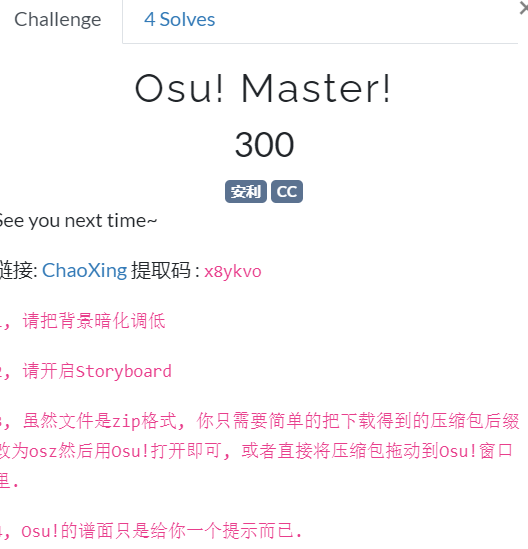 Challenge
4 Solves
Osu! Master!
300
安利 CC
See you next time~
链接: ChaoXing 提取码 : x8ykvo
, 请把背景暗化调低
2, 请开启Storyboard
3, 虽然文件是zip格式, 你只需要简单的把下载得到的压缩包后缀
改为osz然后用Osu!打开即可, 或者直接将压缩包拖动到Osu!窗口
里.
4, Osu!的谱面只是给你一个提示而已.